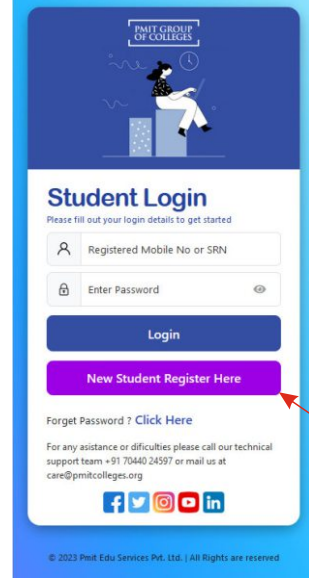 PMIT GROUP
OF COLLEGES
Student Login
Please fill out your login details to get started
Registered Mobile No or SRN
Enter Password
Login
New Student Register Here
Forget Password ? Click Here
For any asistance or dificulties please call our technical
support team +91 70440 24597 or mail us at
care@pmitcolleges.org
© 2023 Pmit Edu Services Pvt. Ltd. | All Rights are reserved